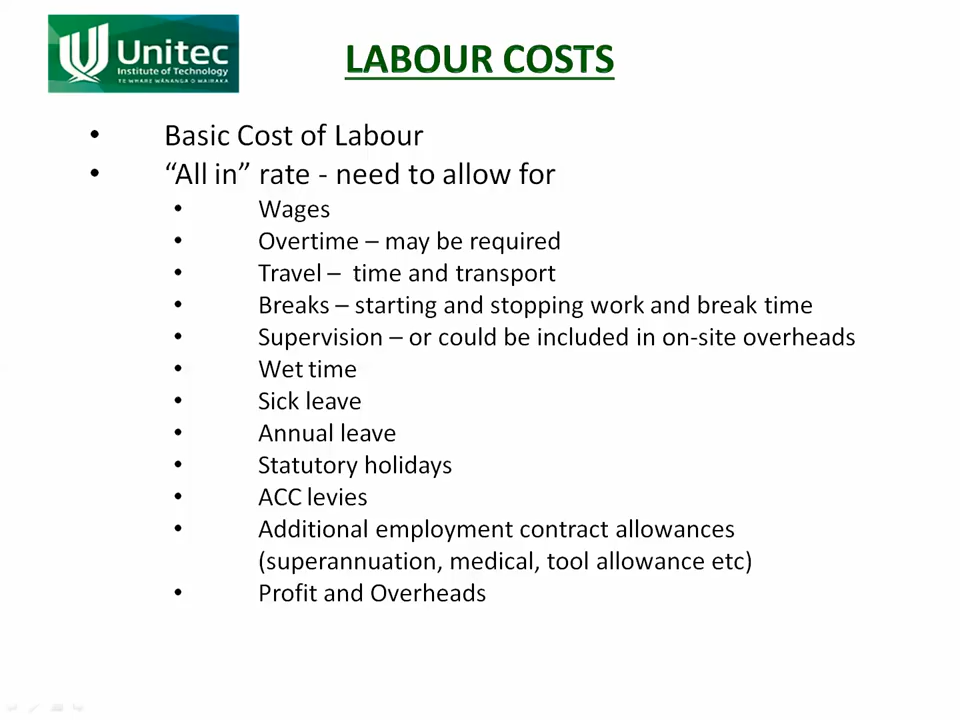 Unitec
Institute of Technology
TE WHARE WĀNANGA O WAIRAKA
LABOUR COSTS
• Basic Cost of Labour
• “All in” rate - need to allow for
• Wages
• Overtime – may be required
• Travel – time and transport
• Breaks – starting and stopping work and break time
• Supervision – or could be included in on-site overheads
• Wet time
• Sick leave
• Annual leave
• Statutory holidays
• ACC levies
• Additional employment contract allowances
(superannuation, medical, tool allowance etc)
• Profit and Overheads